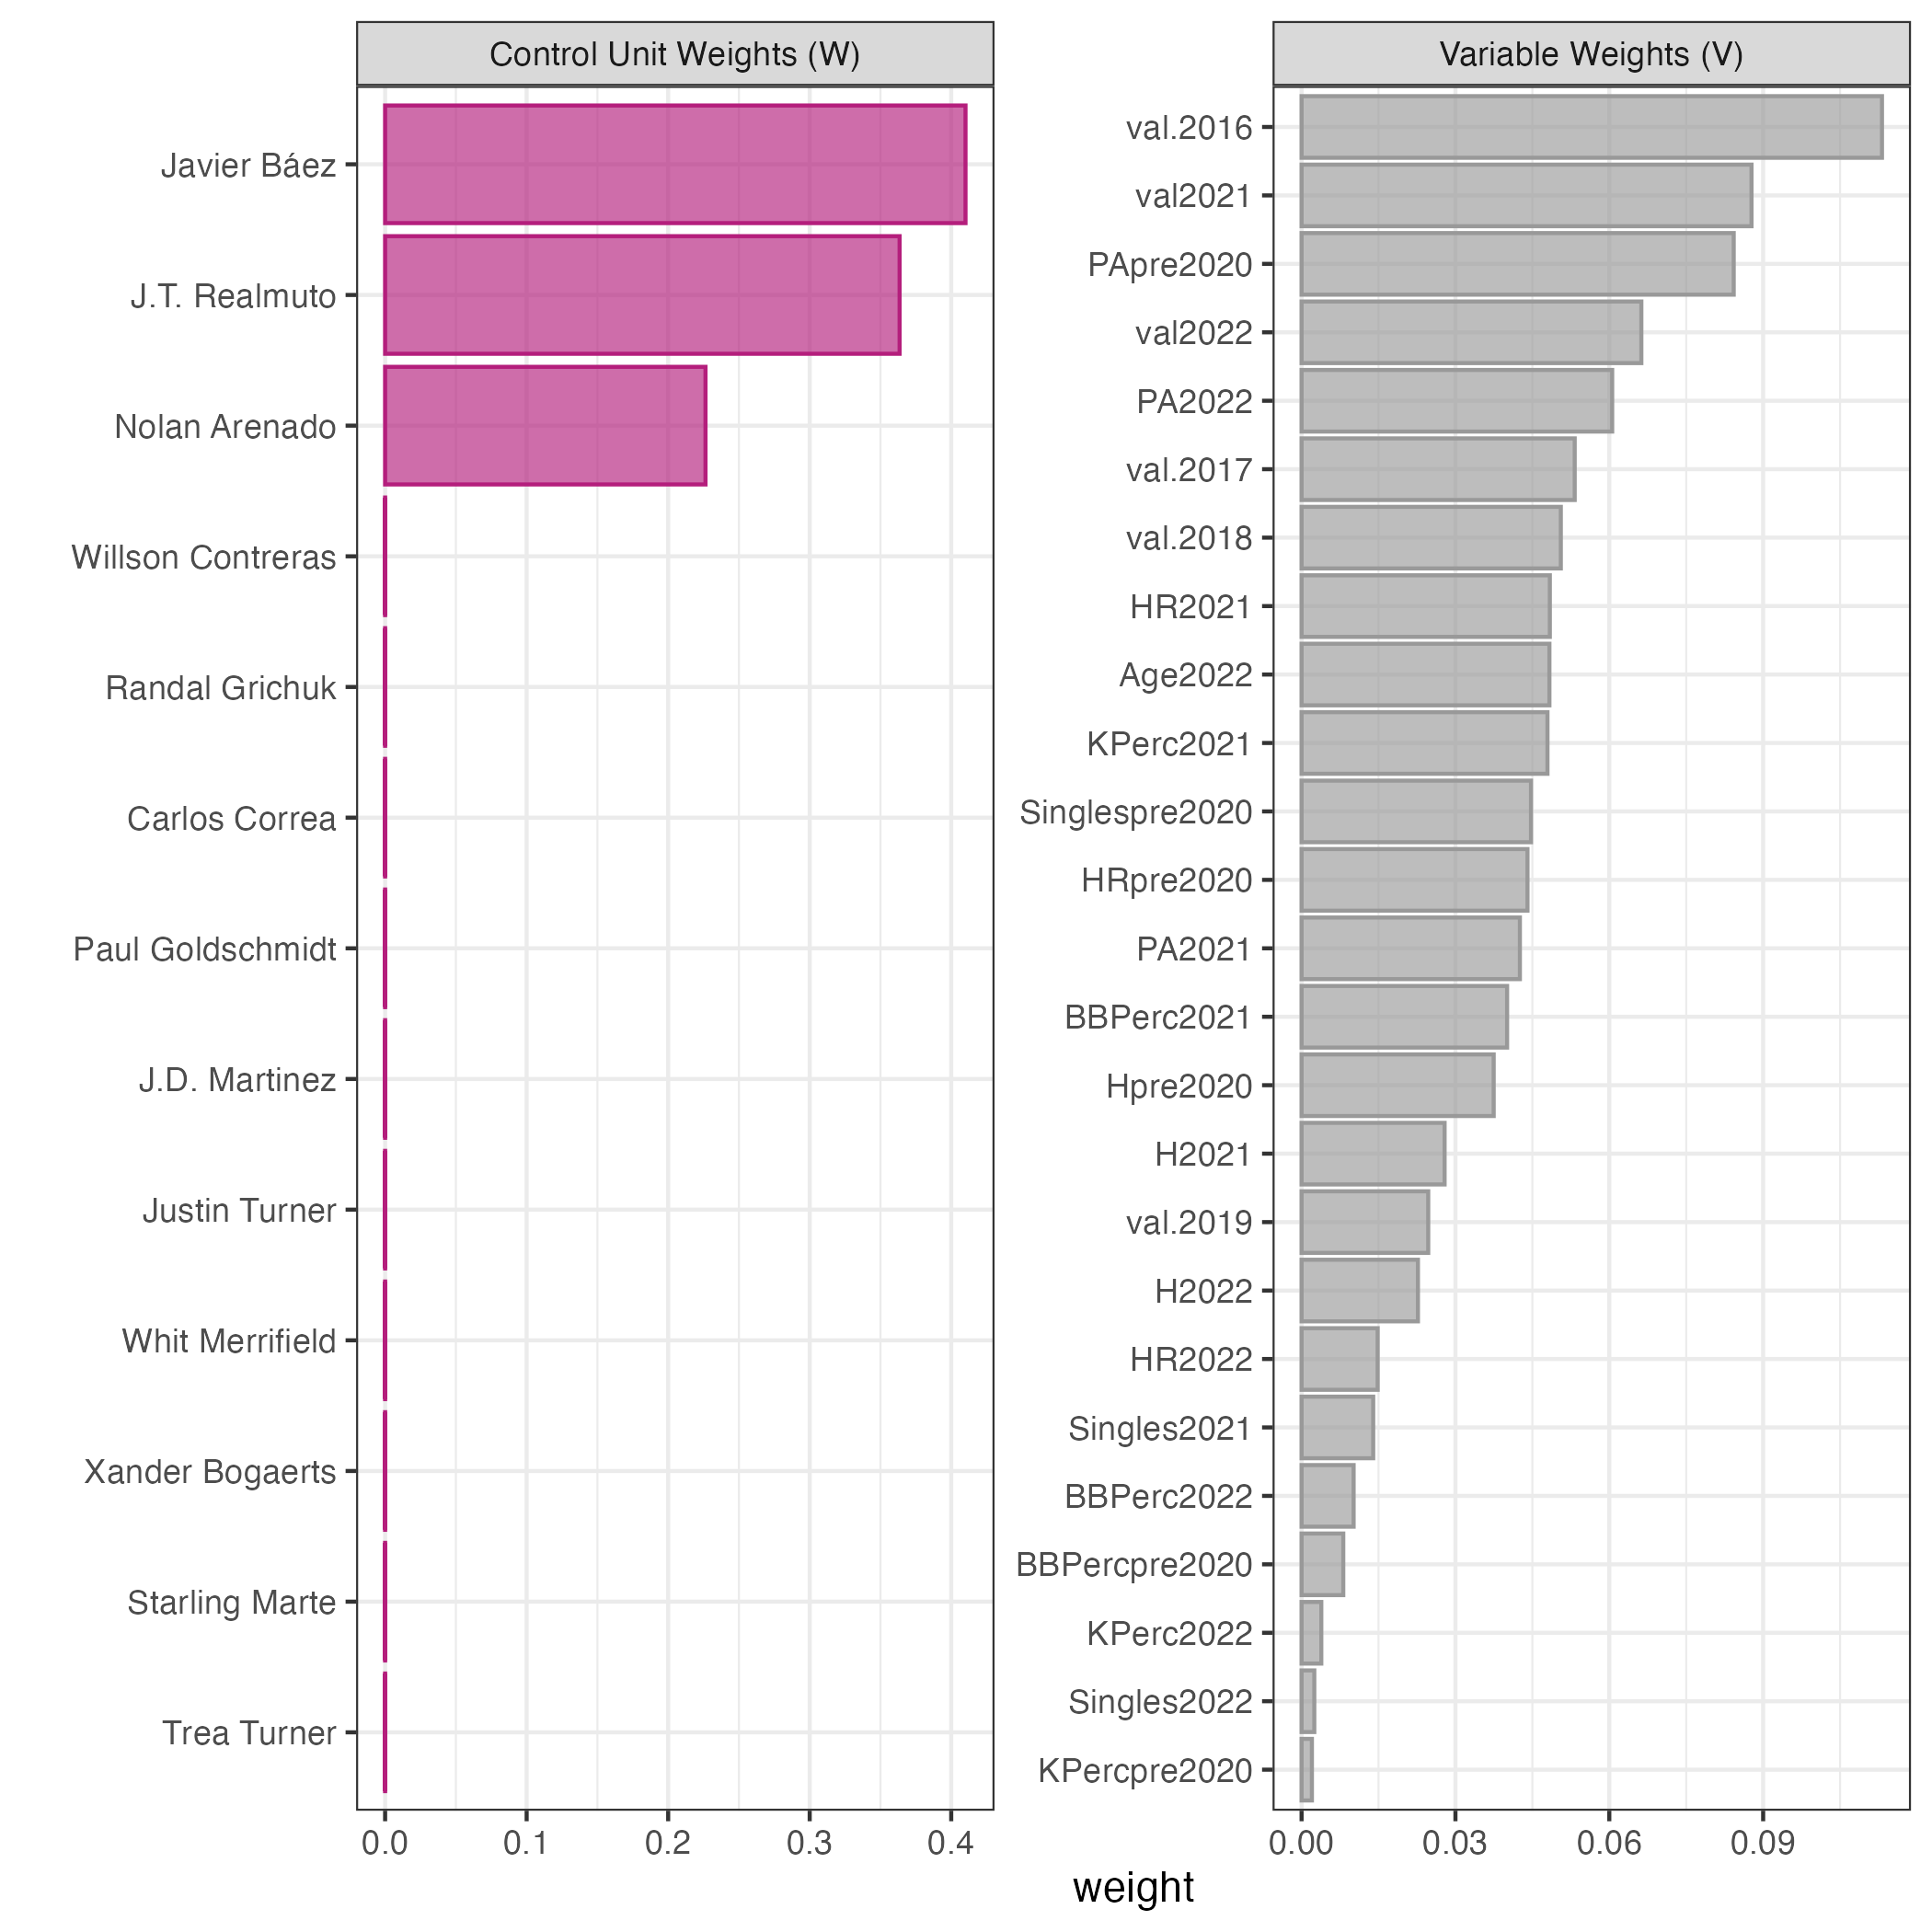 Control Unit Weights (W)
Javier Báez
J.T. Realmuto
Nolan Arenado
Willson Contreras
Randal Grichuk
Carlos Correa
Paul Goldschmidt
J.D. Martinez
Justin Turner
Whit Merrifield
Xander Bogaerts
Starling Marte
Trea Turner
0.0 0.1 0.2 0.3 0.4
Variable Weights (V)
val.2016
val2021
PApre2020
val2022
PA2022
val.2017
val.2018
HR2021
Age2022
KPerc2021
Singlespre2020
HRpre2020
PA2021
BBPerc2021
Hpre2020
H2021
val.2019
H2022
HR2022
Singles2021
BBPerc2022
BBPercpre2020
KPerc2022
Singles2022
KPercpre2020
0.00 0.03 0.06 0.09
weight